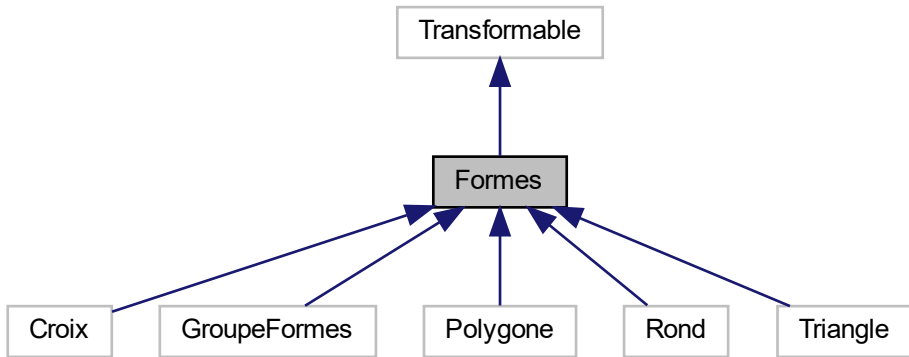 Transformable
Formes
Croix
GroupeFormes
Polygone
Rond
Triangle